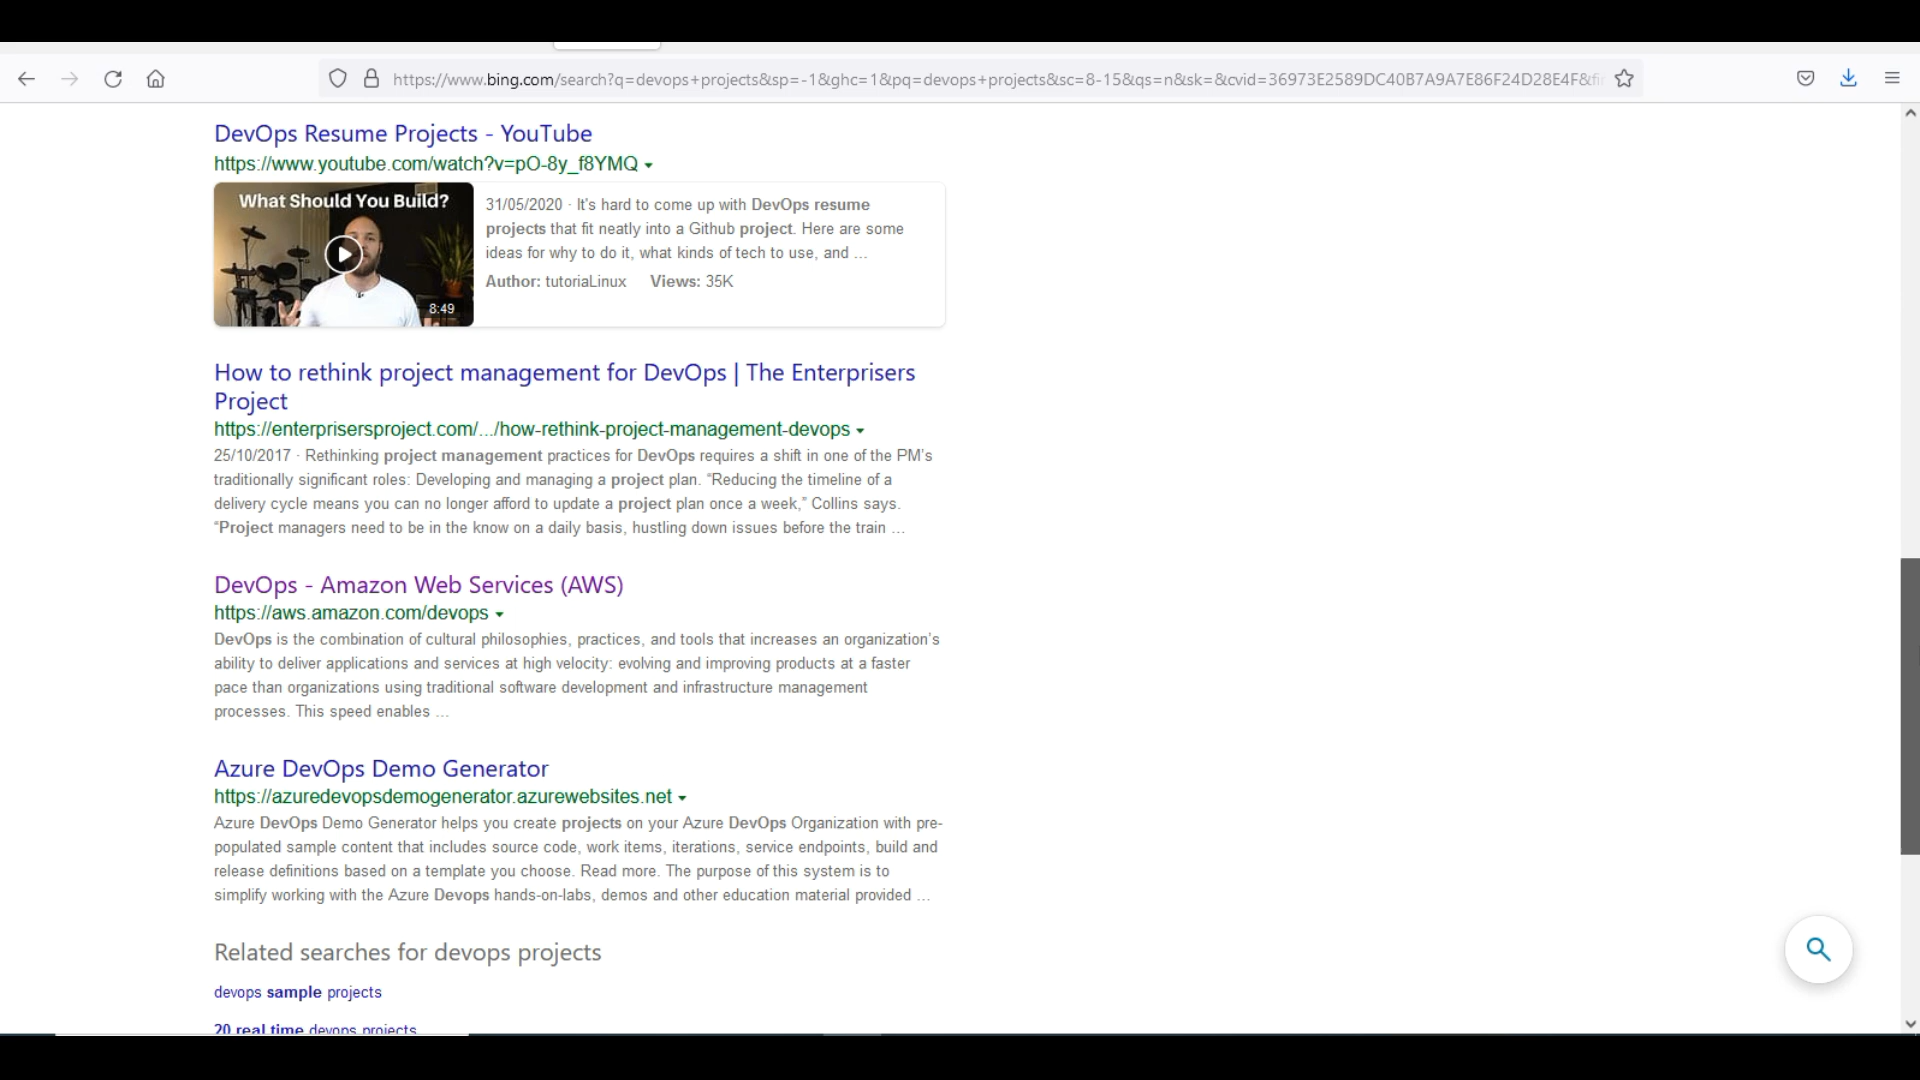 https://www.bing.com/search?q=devops+projects&sp=-1&ghc=1&pq=devops+projects&sc=8-15&qs=n&sk=&cvid=36973E2589DC40B7A9A7E86F24D28E4F&fi
DevOps Resume Projects - YouTube
https://www.youtube.com/watch?v=pO-8y_f8YMQ
What Should You Build?
8:49
31/05/2020 · It's hard to come up with DevOps resume
projects that fit neatly into a Github project. Here are some
ideas for why to do it, what kinds of tech to use, and ...
Author: tutoriaLinux Views: 35K
How to rethink project management for DevOps | The Enterprisers
Project
https://enterprisersproject.com/.../how-rethink-project-management-devops
25/10/2017 · Rethinking project management practices for DevOps requires a shift in one of the PM's
traditionally significant roles: Developing and managing a project plan. “Reducing the timeline of a
delivery cycle means you can no longer afford to update a project plan once a week,” Collins says.
“Project managers need to be in the know on a daily basis, hustling down issues before the train ...
DevOps - Amazon Web Services (AWS)
https://aws.amazon.com/devops
DevOps is the combination of cultural philosophies, practices, and tools that increases an organization's
ability to deliver applications and services at high velocity: evolving and improving products at a faster
pace than organizations using traditional software development and infrastructure management
processes. This speed enables ...
Azure DevOps Demo Generator
https://azuredevopsdemogenerator.azurewebsites.net
Azure DevOps Demo Generator helps you create projects on your Azure DevOps Organization with pre-
populated sample content that includes source code, work items, iterations, service endpoints, build and
release definitions based on a template you choose. Read more. The purpose of this system is to
simplify working with the Azure Devops hands-on-labs, demos and other education material provided ...
Related searches for devops projects
devops sample projects
20 real time devops projects